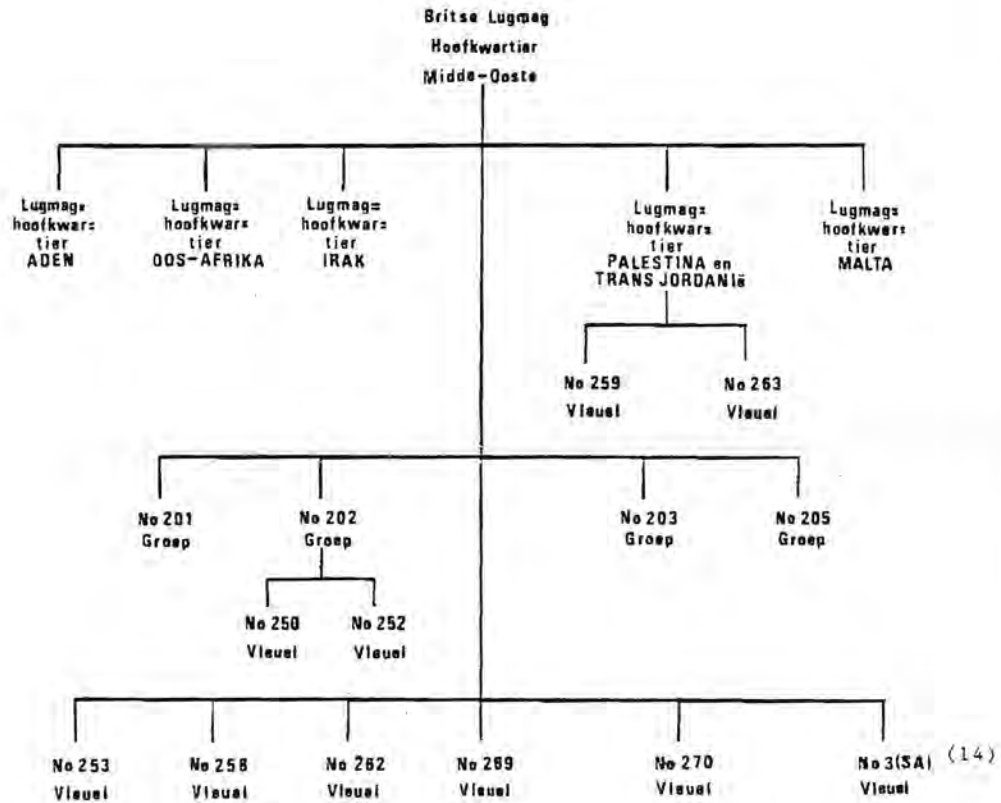 Britse Lugmag
Hoofkwartier
Midde-Ooste
Lugmag=
hoofkwar=
tier
ADEN
Lugmag=
hoofkwar=
tier
OOS-AFRIKA
Lugmag=
hoofkwar=
tier
IRAK
Lugmag=
hoofkwar=
tier
PALESTINA en
TRANS JORDANIË
Lugmag=
hoofkwar=
tier
MALTA
No 259
Vleuel
No 263
Vleuel
No 201
Groep
No 202
Groep
No 203
Groep
No 205
Groep
No 250
Vleuel
No 252
Vleuel
No 253
Vleuel
No 258
Vleuel
No 262
Vleuel
No 269
Vleuel
No 270
Vleuel
No 3(SA)
Vleuel
(14)